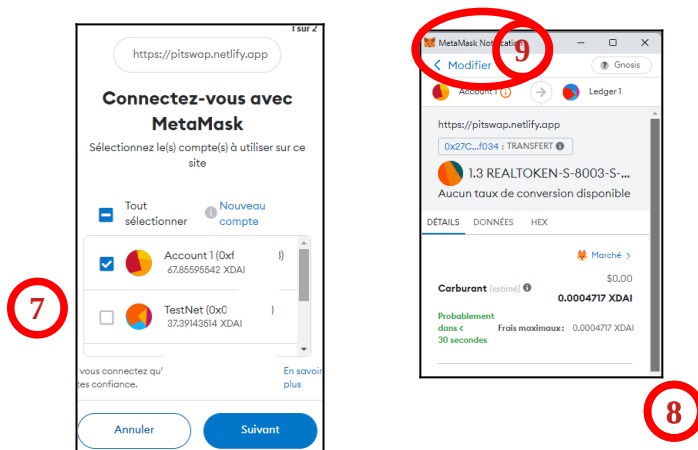 1 sur 2
https://pitswap.netlify.app
Connectez-vous avec
MetaMask
Sélectionnez le(s) compte(s) à utiliser sur ce
site
Tout
sélectionner
Nouveau
compte
Account 1 (0xf 3)
67.85595542 XDAI
TestNet (0x0 )
37.39143514 XDAI
vous connectez qu'
tes confiance.
En savoir
plus
Annuler
Suivant
7
MetaMask Notification
9
Modifier
Gnosis
Account 1
Ledger 1
https://pitswap.netlify.app
0x27C...f034 : TRANSFERT
1.3 REALTOKEN-S-8003-S-...
Aucun taux de conversion disponible
DÉTAILS DONNÉES HEX
Marché >
$0.00
Carburant (estimé)
0.0004717 XDAI
Probablement
dans < Frais maximaux : 0.0004717 XDAI
30 secondes
8